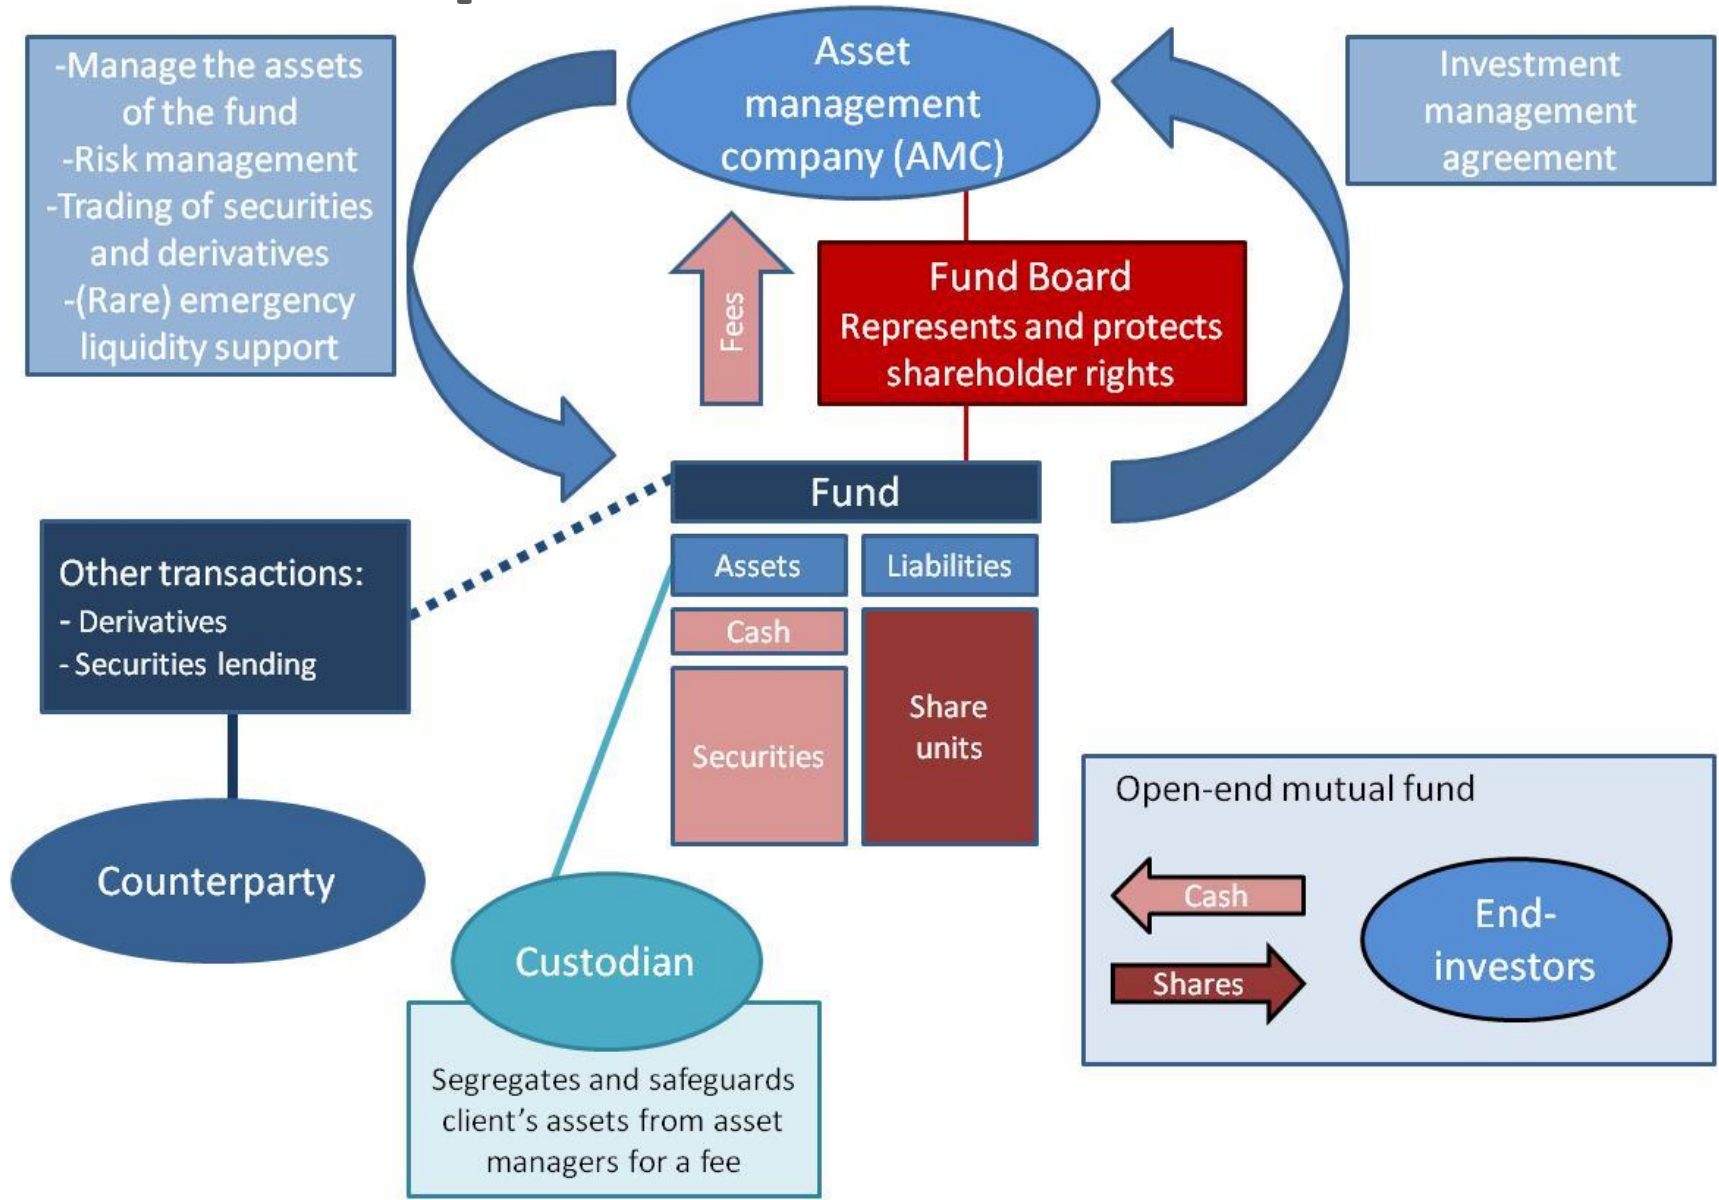 -Manage the assets
of the fund
-Risk management
-Trading of securities
and derivatives
-(Rare) emergency
liquidity support
Asset
management
company (AMC)
Investment
management
agreement
Fees
Fund Board
Represents and protects
shareholder rights
Fund
Assets
Liabilities
Cash
Securities
Share
units
Other transactions:
- Derivatives
- Securities lending
Counterparty
Custodian
Segregates and safeguards
client’s assets from asset
managers for a fee
Open-end mutual fund
Cash
Shares
End-
investors